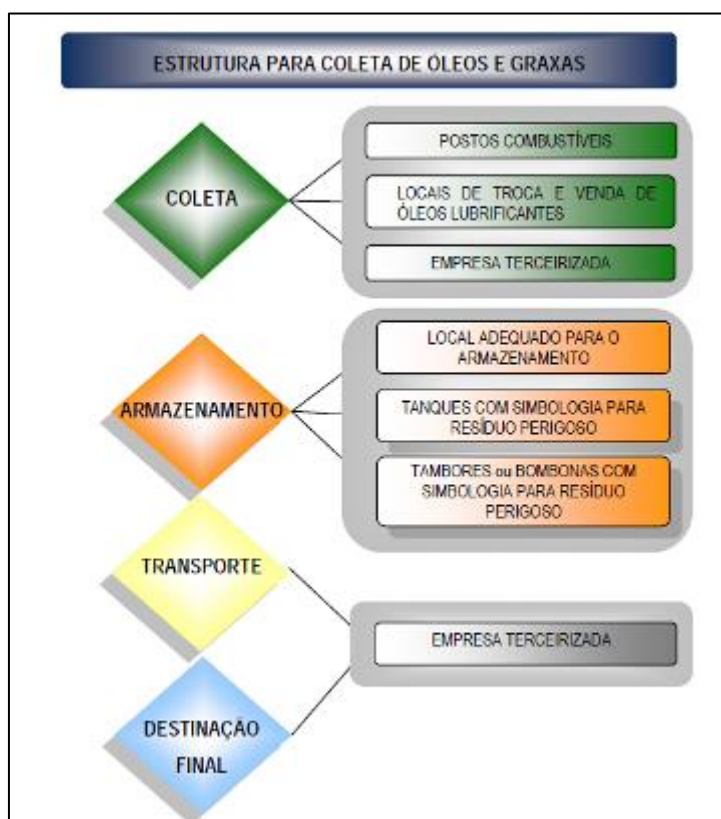 ESTRUTURA PARA COLETA DE ÓLEOS E GRAXAS
COLETA
POSTOS COMBUSTÍVEIS
LOCAIS DE TROCA E VENDA DE
ÓLEOS LUBRIFICANTES
EMPRESA TERCEIRIZADA
ARMAZENAMENTO
LOCAL ADEQUADO PARA O
ARMAZENAMENTO
TANQUES COM SIMBOLOGIA PARA
RESÍDUO PERIGOSO
TAMBORES ou BOMBONAS COM
SIMBOLOGIA PARA RESÍDUO
PERIGOSO
TRANSPORTE
EMPRESA TERCEIRIZADA
DESTINAÇÃO
FINAL